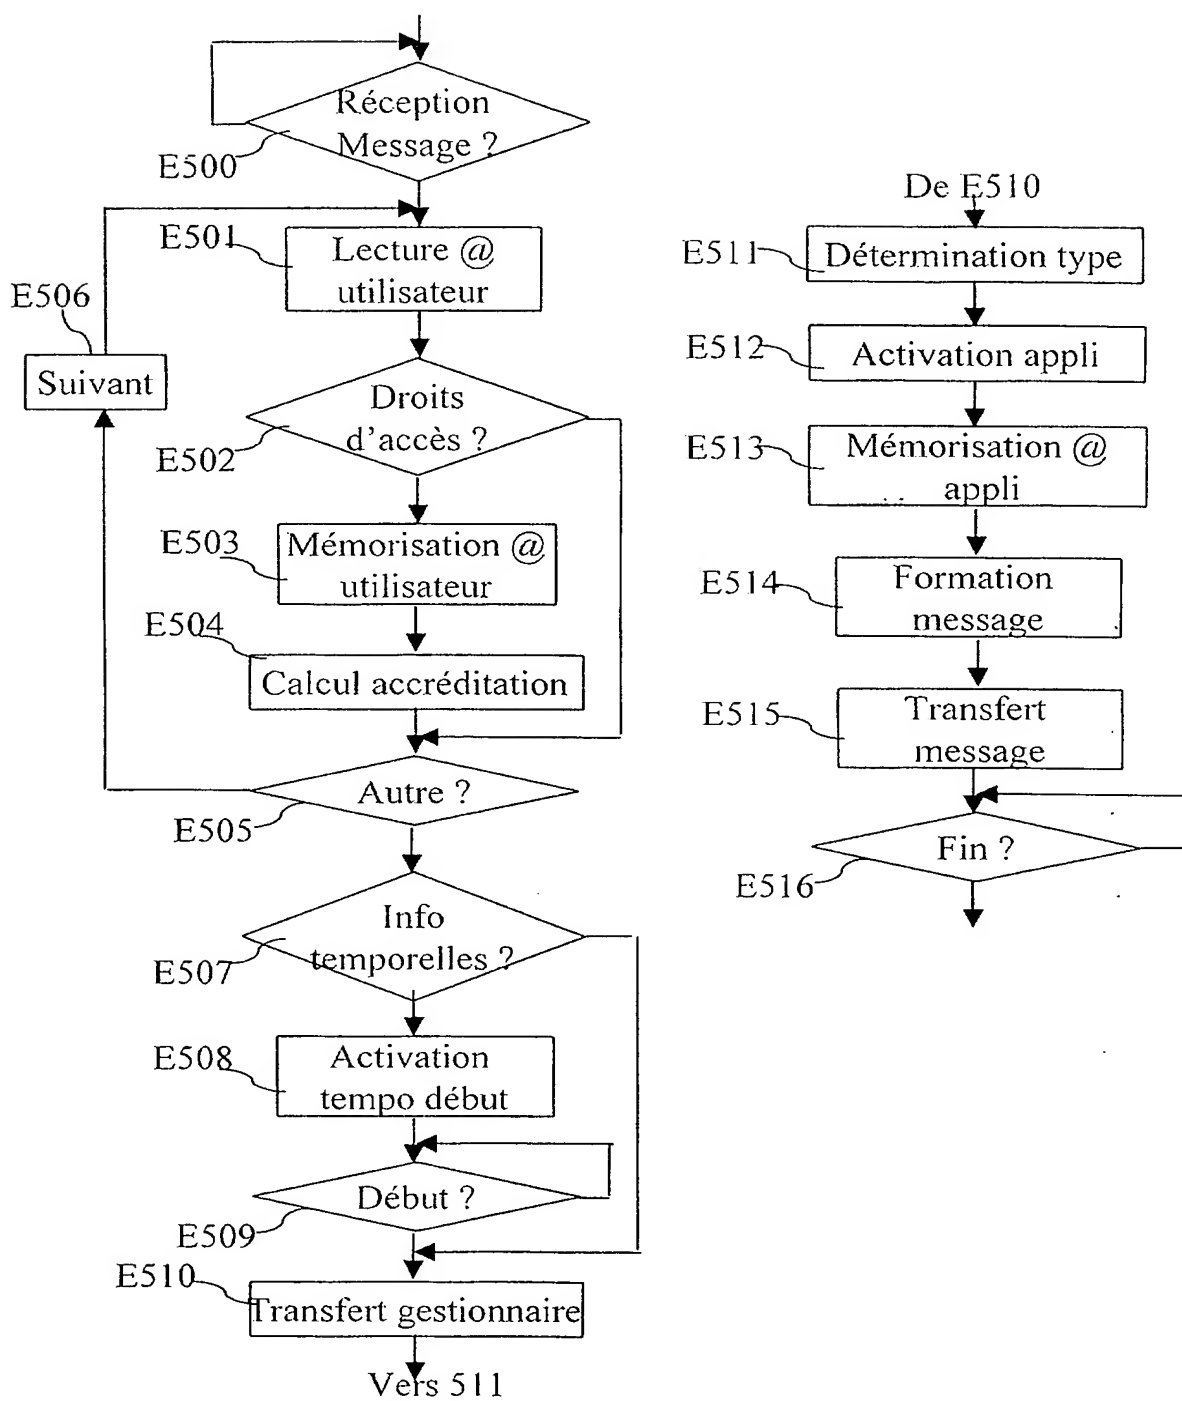 Réception
Message ?
E500
E501
Lecture @
utilisateur
E506
Suivant
Droits
d'accès ?
E502
E503
Mémorisation @
utilisateur
E504
Calcul accréditation
Autre ?
E505
Info
temporelles ?
E507
E508
Activation
tempo début
Début ?
E509
E510
Transfert gestionnaire
Vers 511
De E510
E511
Détermination type
E512
Activation appli
E513
Mémorisation @
appli
E514
Formation
message
E515
Transfert
message
Fin ?
E516